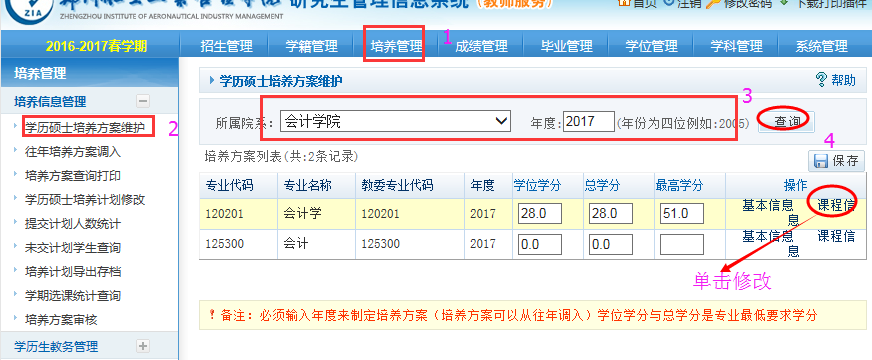 研究生管理信息系统（教师服务）
首页 注销 修改密码 下载打印插件
ZIA
ZHENGZHOU INSTITUTE OF AERONAUTICAL INDUSTRY MANAGEMENT
2016-2017春学期 招生管理 学籍管理 培养管理 成绩管理 毕业管理 学位管理 学科管理 系统管理
1
培养管理
培养信息管理
学历硕士培养方案维护
2
往年培养方案调入
培养方案查询打印
学历硕士培养计划修改
提交计划人数统计
未交计划学生查询
培养计划导出存档
学期选课统计查询
培养方案审核
学历生教务管理
学历硕士培养方案维护
帮助
3
所属院系：会计学院 年度:2017 (年份为四位例如:2005) 查询
4
培养方案列表(共:2条记录)
保存
专业代码 专业名称 教委专业代码 年度 学位学分 总学分 最高学分 操作
120201 会计学 120201 2017 28.0 28.0 51.0 基本信息 课程信息
125300 会计 125300 2017 0.0 0.0 基本信息 课程信息
单击修改
! 备注：必须输入年度来制定培养方案（培养方案可以从往年调入）学位学分与总学分是专业最低要求学分